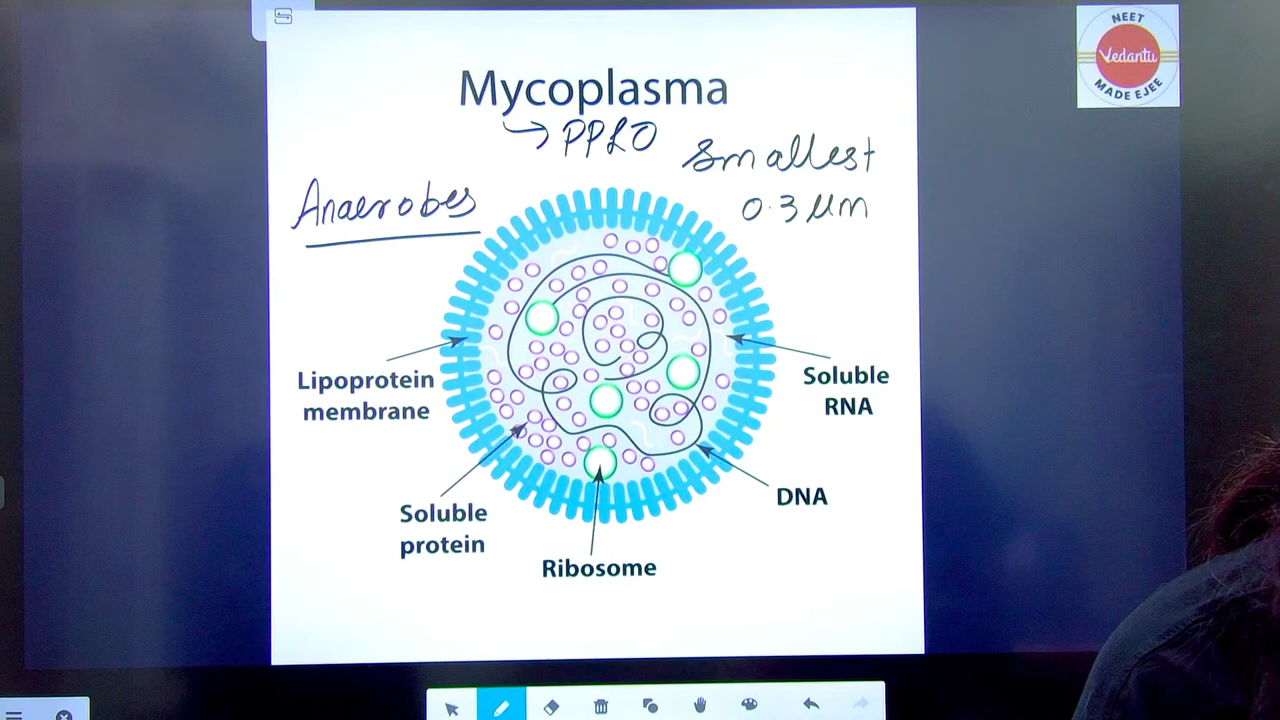 Mycoplasma
PPLO
Smallest
0.3 µm
Anaerobes
Lipoprotein
membrane
Soluble
RNA
DNA
Soluble
protein
Ribosome
NEET
Vedantu
MADE EJEE